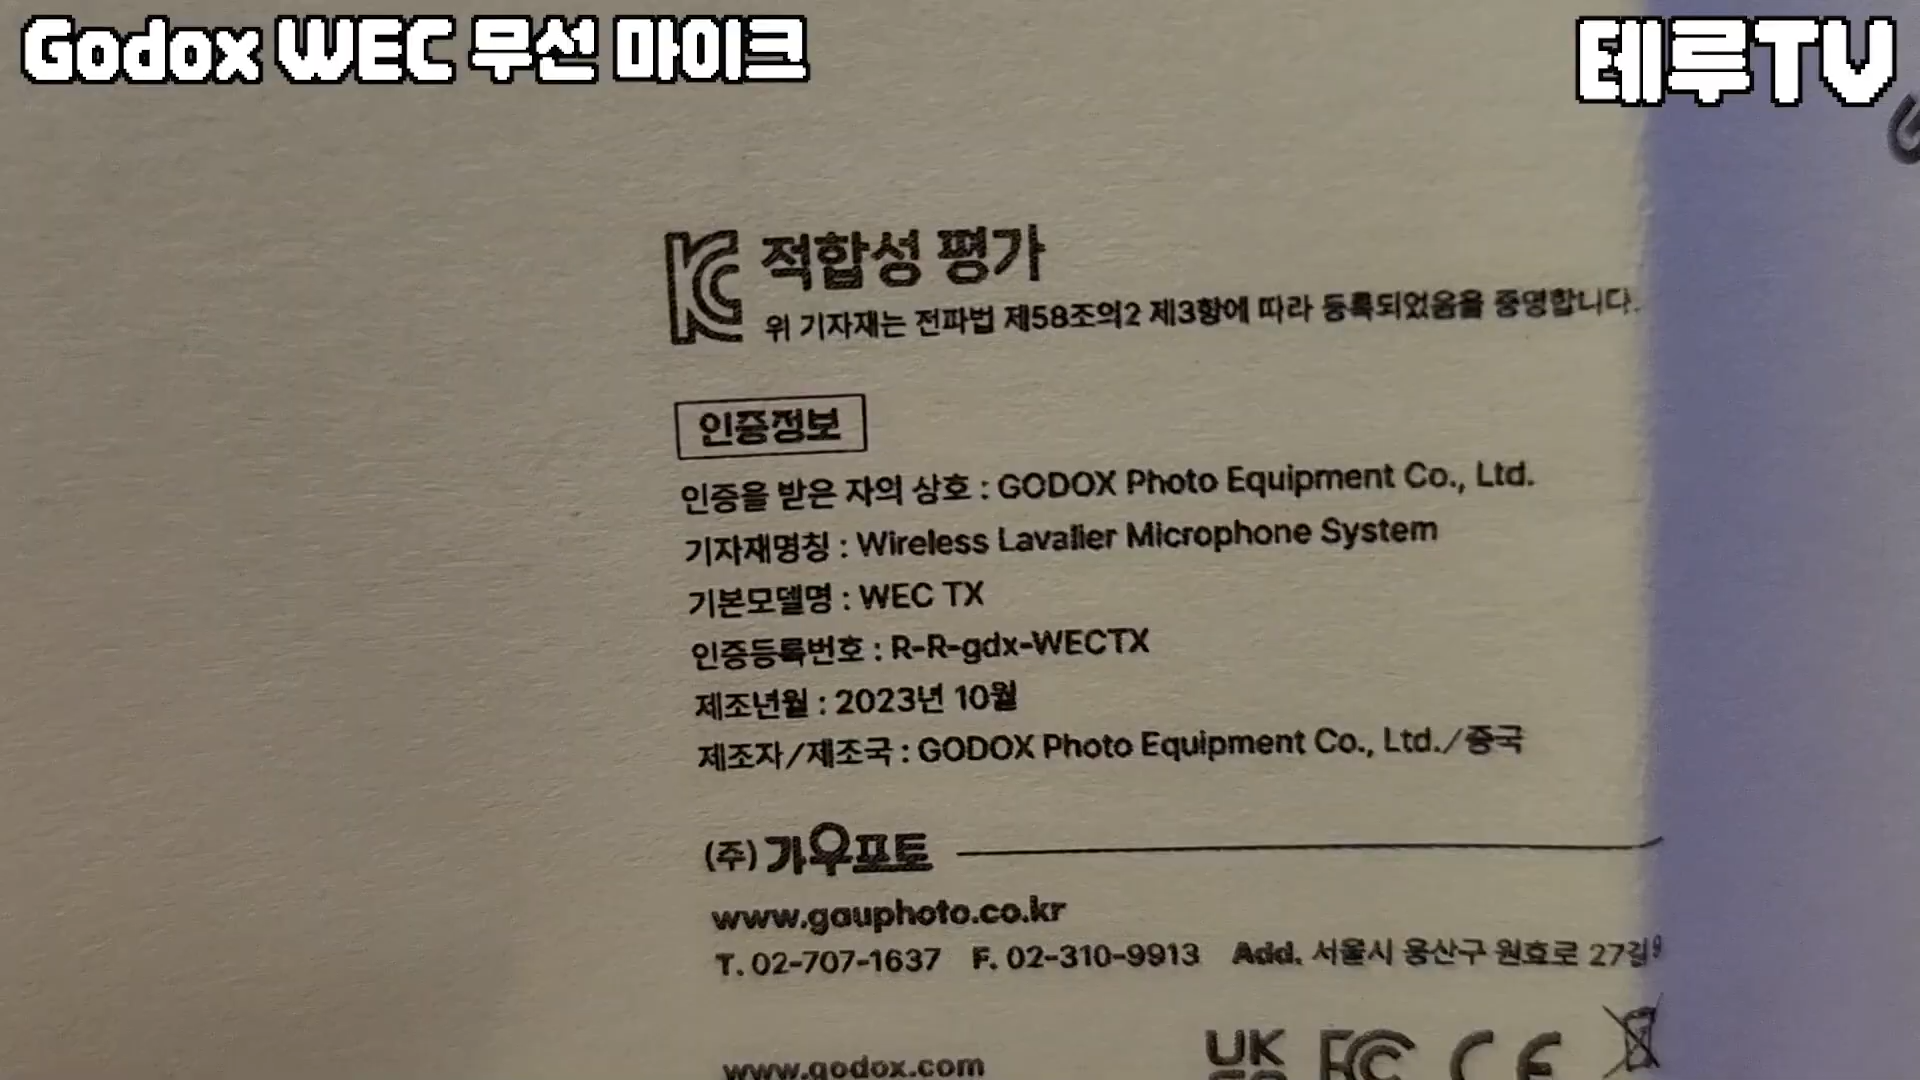 Godox WEC 무선 마이크
테루TV
KC 적합성 평가
위 기자재는 전파법 제58조의2 제3항에 따라 등록되었음을 증명합니다.
인증정보
인증을 받은 자의 상호 : GODOX Photo Equipment Co., Ltd.
기자재명칭 : Wireless Lavalier Microphone System
기본모델명 : WEC TX
인증등록번호 : R-R-gdx-WECTX
제조년월 : 2023년 10월
제조자/제조국 : GODOX Photo Equipment Co., Ltd./중국
(주) 가우포토
www.gauphoto.co.kr
T. 02-707-1637 F. 02-310-9913 Add. 서울시 용산구 원효로 27길
www.godox.com
UK
FC CE